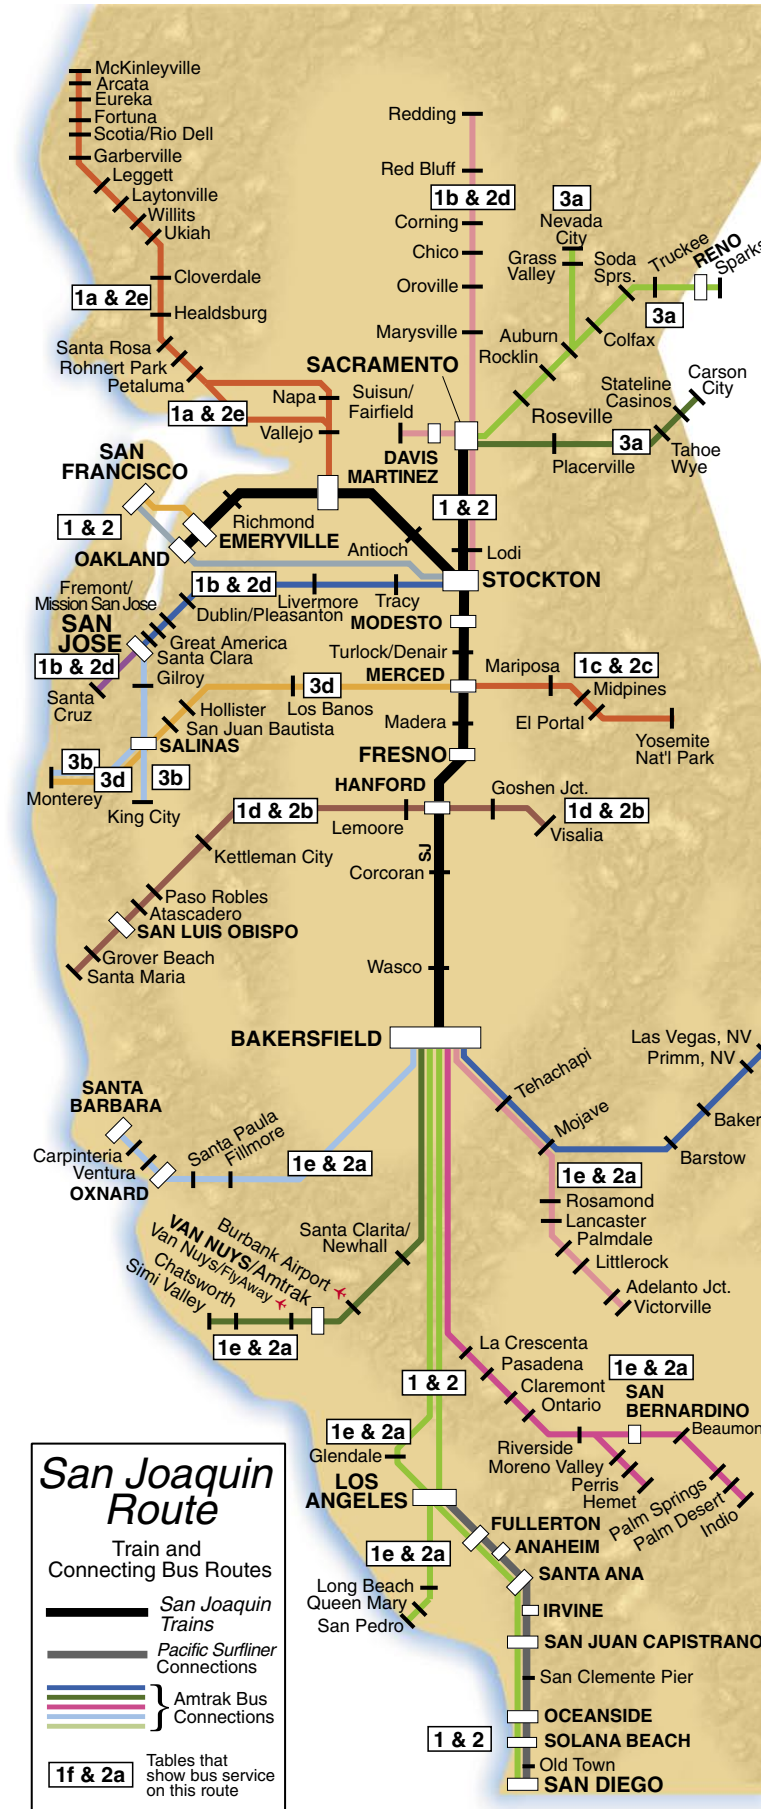 McKinleyville
Arcata
Eureka
Fortuna
Scotia/Rio Dell
Garberville
Leggett
Laytonville
Willits
Ukiah
Cloverdale
1a & 2e
Healdsburg
Santa Rosa
Rohnert Park
Petaluma
1a & 2e
Napa
Vallejo
Redding
Red Bluff
1b & 2d
Corning
Chico
Oroville
Marysville
SACRAMENTO
Suisun/
Fairfield
DAVIS
MARTINEZ
3a
Nevada
City
Grass
Valley
Soda
Sprs.
Truckee
RENO
Sparks
3a
Colfax
Auburn
Rocklin
Roseville
Stateline
Casinos
Carson
City
3a
Placerville
Tahoe
Wye
SAN
FRANCISCO
1 & 2
OAKLAND
Richmond
EMERYVILLE
Antioch
1 & 2
Lodi
STOCKTON
Fremont/
Mission San Jose
1b & 2d
Livermore
Tracy
Dublin/Pleasanton
SAN
JOSE
Great America
Santa Clara
1b & 2d
Gilroy
Santa
Cruz
MODESTO
Turlock/Denair
MERCED
Mariposa
1c & 2c
Midpines
El Portal
Yosemite
Nat'l Park
3d
Los Banos
Hollister
San Juan Bautista
Madera
SALINAS
3b
3d
3b
Monterey
King City
FRESNO
HANFORD
Goshen Jct.
1d & 2b
Lemoore
1d & 2b
Visalia
Kettleman City
SJ
Corcoran
Paso Robles
Atascadero
SAN LUIS OBISPO
Grover Beach
Santa Maria
Wasco
BAKERSFIELD
Las Vegas, NV
Primm, NV
Tehachapi
Baker
Mojave
Barstow
SANTA
BARBARA
Carpinteria
Ventura
OXNARD
Santa Paula
Fillmore
1e & 2a
1e & 2a
Rosamond
Lancaster
Palmdale
Littlerock
Adelanto Jct.
Victorville
Santa Clarita/
Newhall
Burbank Airport
VAN NUYS/Amtrak
Van Nuys/FlyAway
Chatsworth
Simi Valley
1e & 2a
La Crescenta
Pasadena
Claremont
Ontario
1e & 2a
SAN
BERNARDINO
Beaumon
1 & 2
Riverside
Moreno Valley
Perris
Hemet
Palm Springs
Palm Desert
Indio
1e & 2a
Glendale
LOS
ANGELES
FULLERTON
ANAHEIM
1e & 2a
SANTA ANA
Long Beach
Queen Mary
San Pedro
IRVINE
SAN JUAN CAPISTRANO
San Clemente Pier
OCEANSIDE
1 & 2
SOLANA BEACH
Old Town
SAN DIEGO
San Joaquin
Route
Train and
Connecting Bus Routes
San Joaquin
Trains
Pacific Surfliner
Connections
Amtrak Bus
Connections
1f & 2a
Tables that
show bus service
on this route